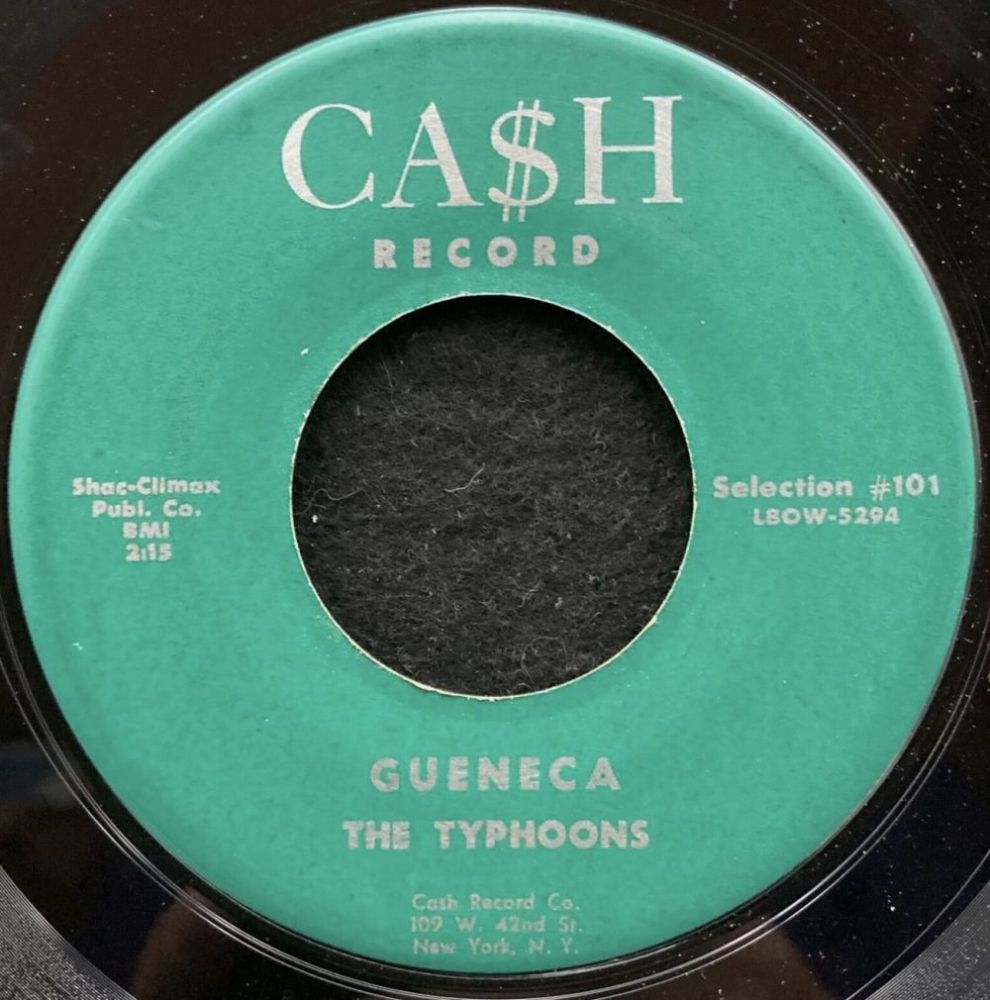 CA$H
RECORD
Shac-Climax
Publ. Co.
BMI
2:15
Selection #101
L8OW-5294
GUENECA
THE TYPHOONS
Cash Record Co.
109 W. 42nd St.
New York, N. Y.